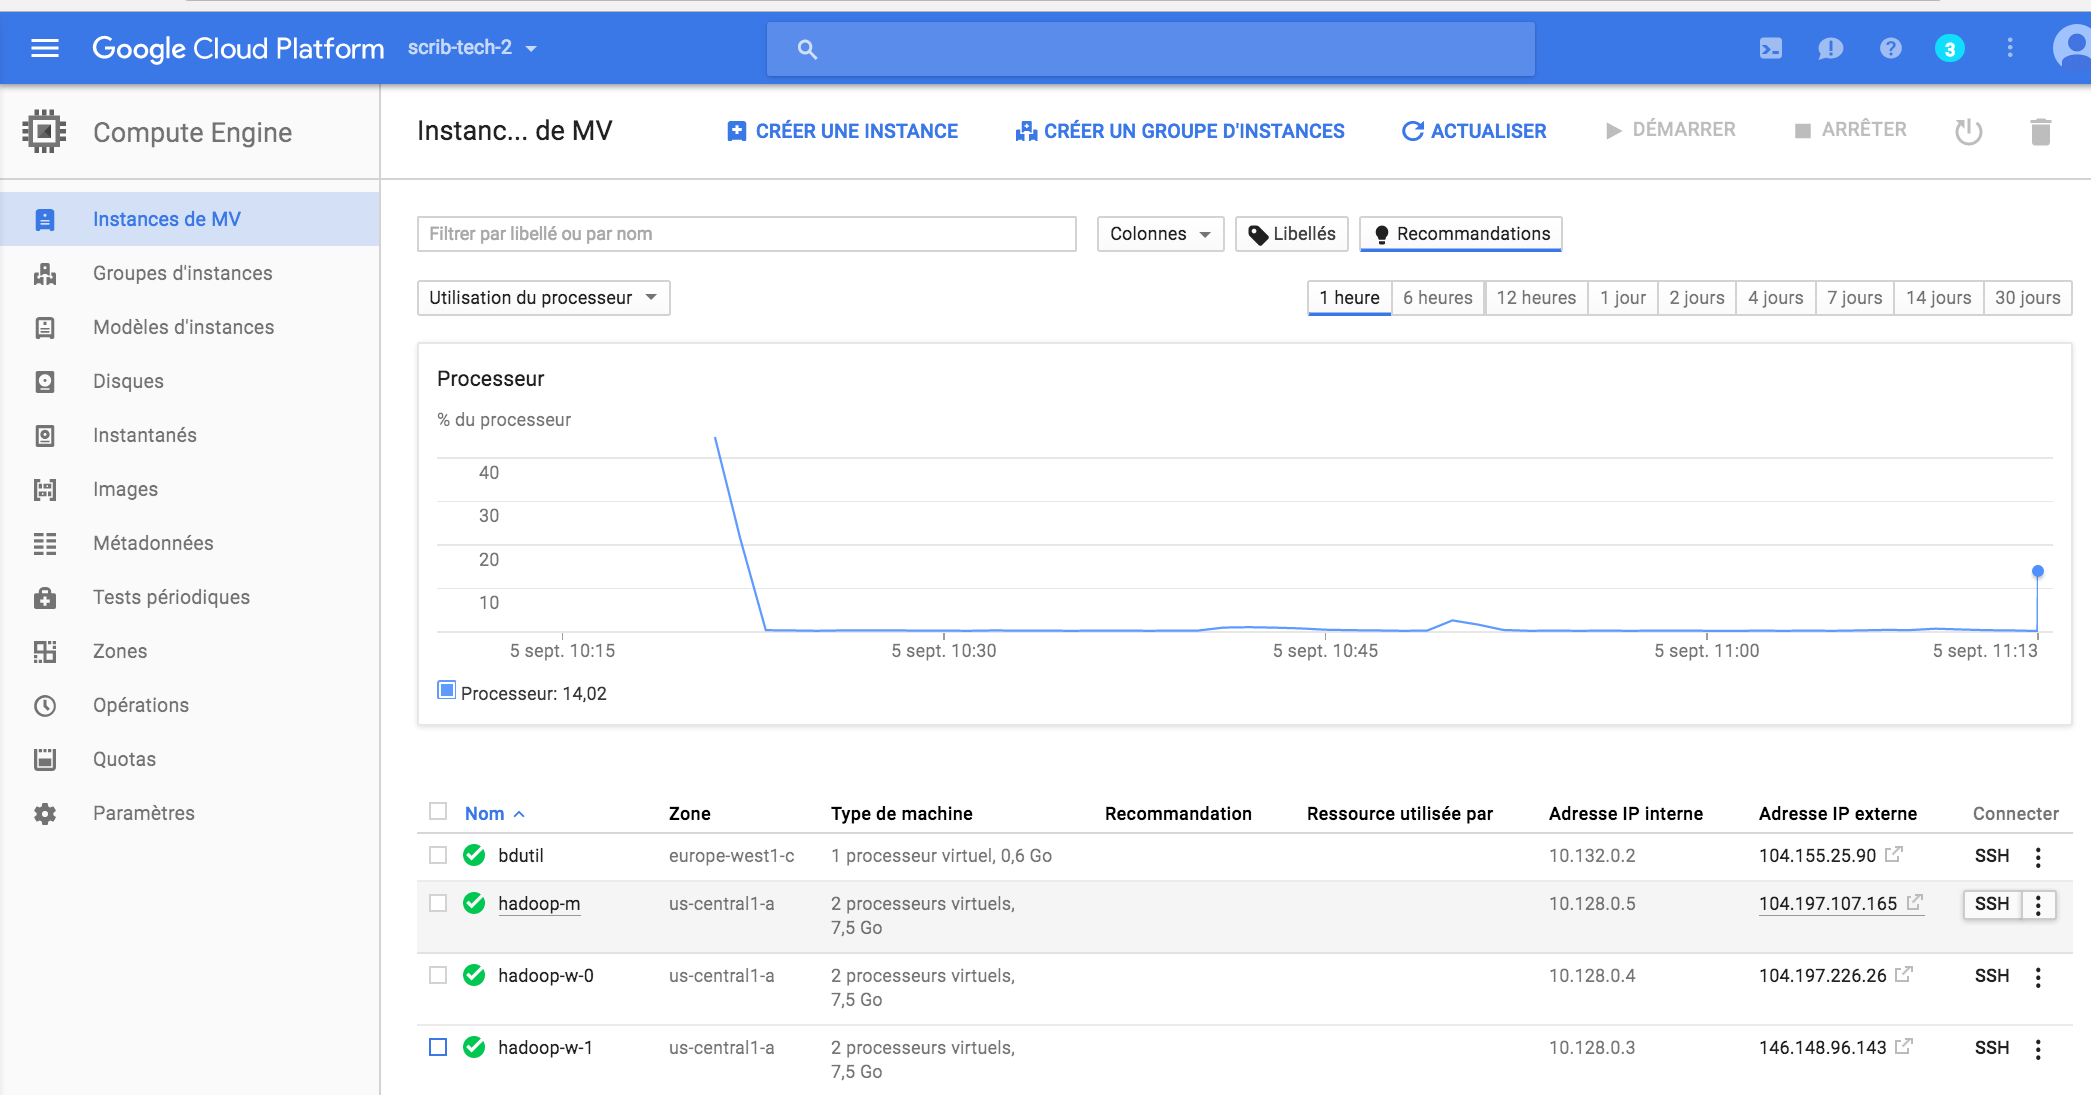 Google Cloud Platform scrib-tech-2
3
Compute Engine
Instanc... de MV CRÉER UNE INSTANCE CRÉER UN GROUPE D'INSTANCES ACTUALISER DÉMARRER ARRÊTER
Instances de MV
Groupes d'instances
Modèles d'instances
Disques
Instantanés
Images
Métadonnées
Tests périodiques
Zones
Opérations
Quotas
Paramètres
Filtrer par libellé ou par nom Colonnes Libellés Recommandations
Utilisation du processeur 1 heure 6 heures 12 heures 1 jour 2 jours 4 jours 7 jours 14 jours 30 jours
Processeur
% du processeur
40
30
20
10
5 sept. 10:15 5 sept. 10:30 5 sept. 10:45 5 sept. 11:00 5 sept. 11:13
Processeur: 14,02
Nom Zone Type de machine Recommandation Ressource utilisée par Adresse IP interne Adresse IP externe Connecter
bdutil europe-west1-c 1 processeur virtuel, 0,6 Go 10.132.0.2 104.155.25.90 SSH
hadoop-m us-central1-a 2 processeurs virtuels, 10.128.0.5 104.197.107.165 SSH
7,5 Go
hadoop-w-0 us-central1-a 2 processeurs virtuels, 10.128.0.4 104.197.226.26 SSH
7,5 Go
hadoop-w-1 us-central1-a 2 processeurs virtuels, 10.128.0.3 146.148.96.143 SSH
7,5 Go